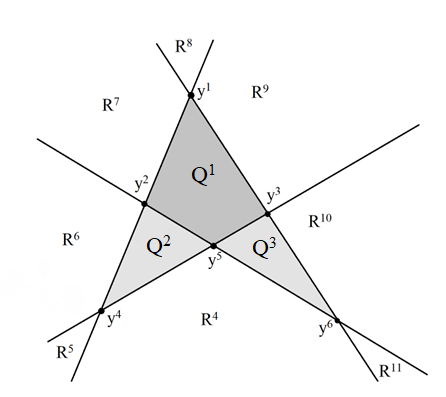 R⁸
y¹
R⁹
R⁷
Q¹
y²
y³
R¹⁰
R⁶
Q²
Q³
y⁵
y⁴
R⁴
y⁶
R⁵
R¹¹